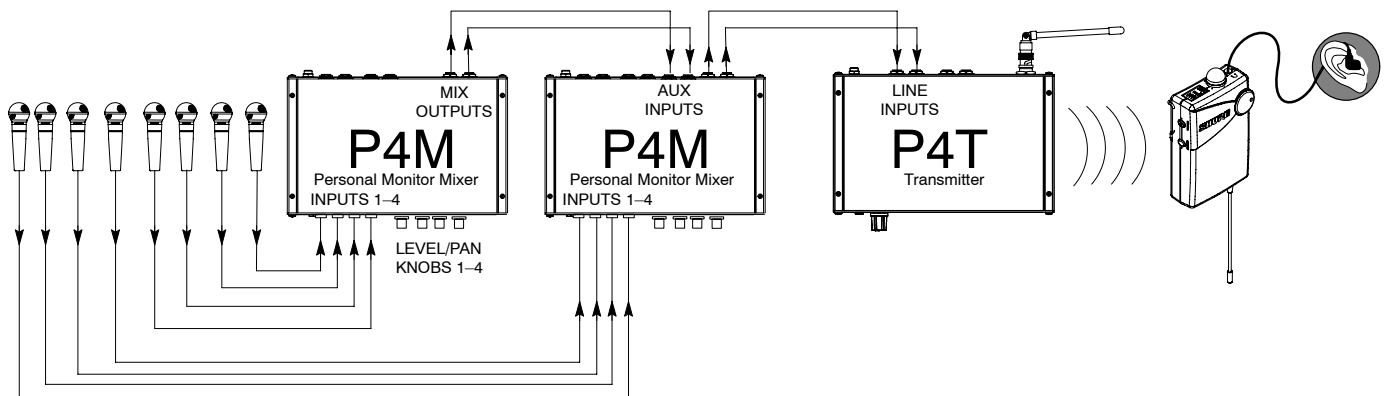 MIX
OUTPUTS
P4M
Personal Monitor Mixer
INPUTS 1–4
LEVEL/PAN
KNOBS 1–4
AUX
INPUTS
P4M
Personal Monitor Mixer
INPUTS 1–4
LINE
INPUTS
P4T
Transmitter
SHURE